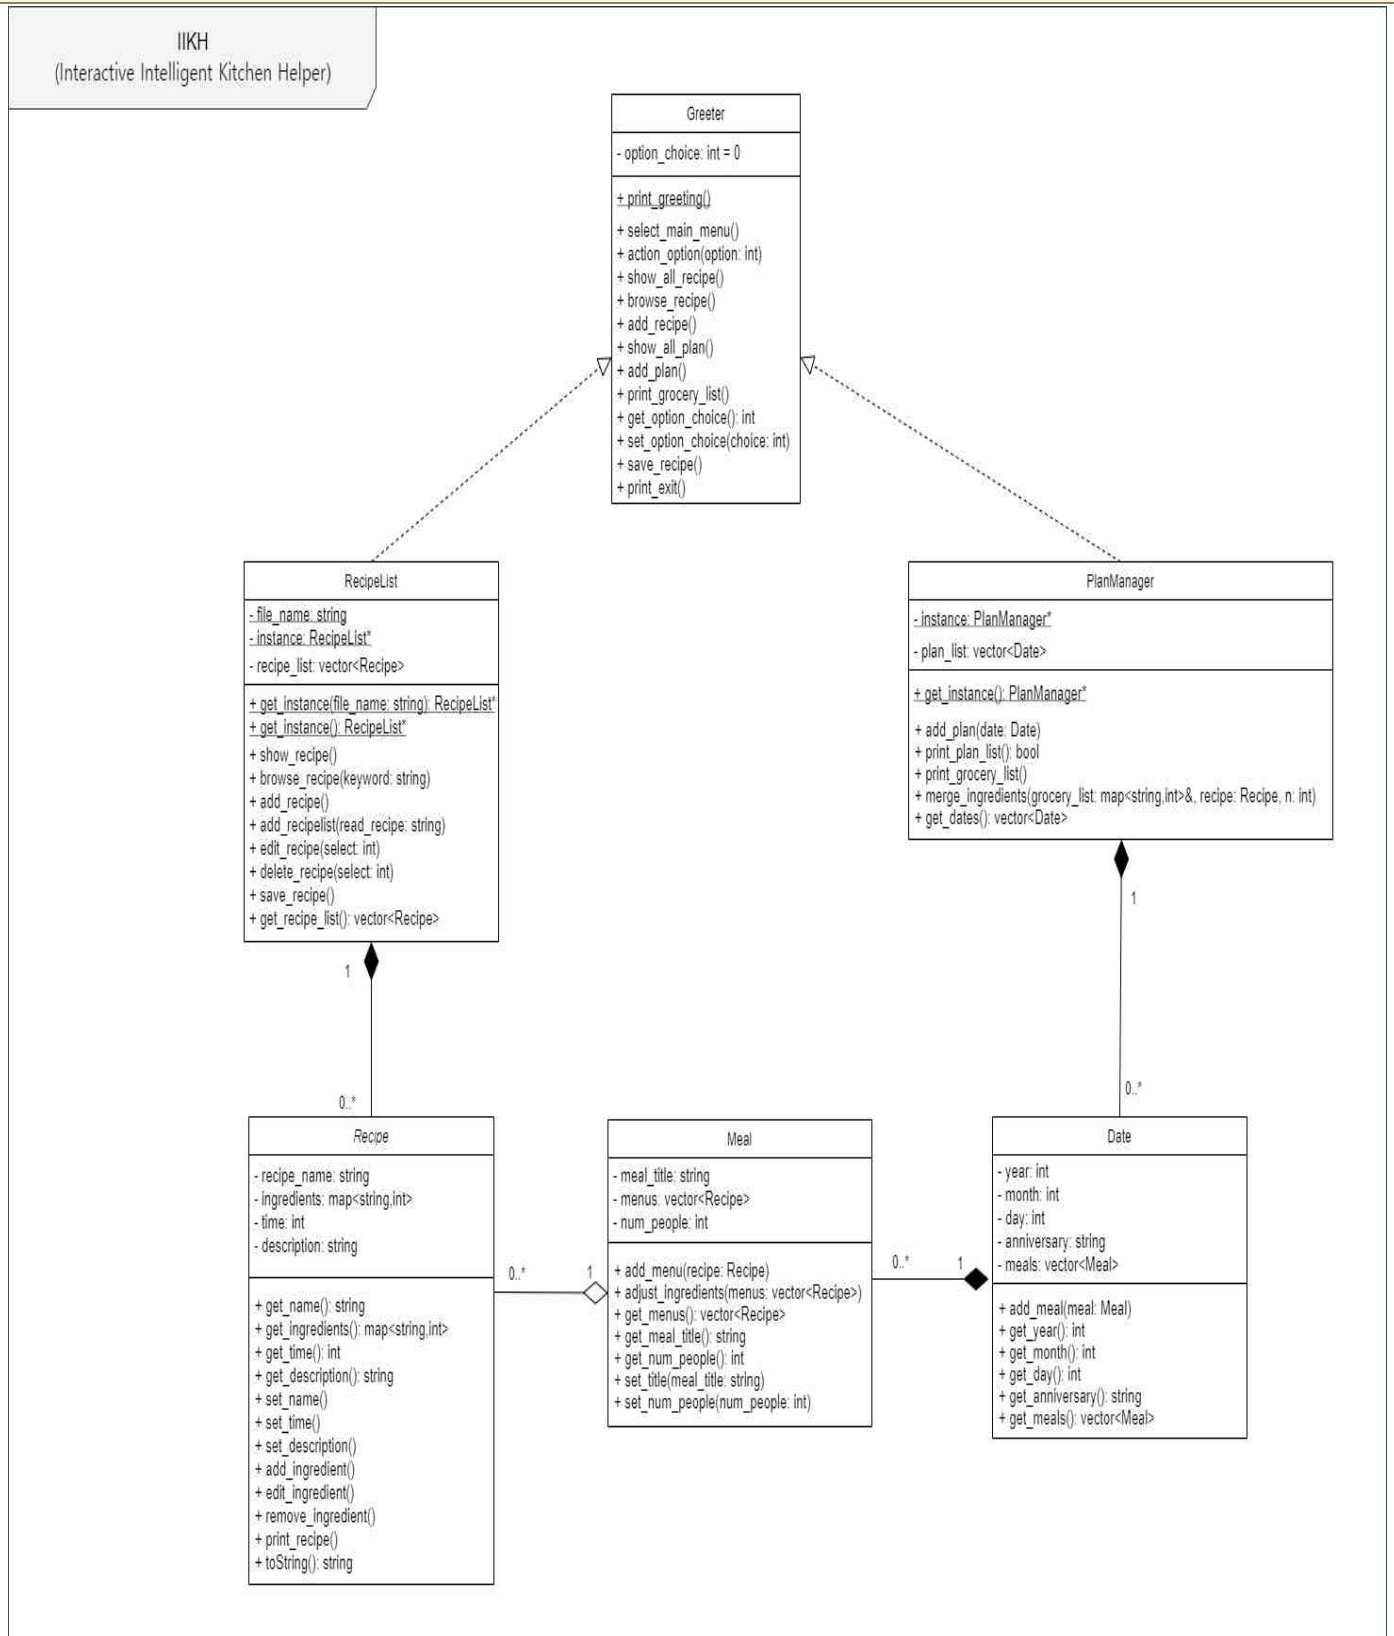 IIKH
(Interactive Intelligent Kitchen Helper)
Greeter
- option_choice: int = 0
+ print_greeting()
+ select_main_menu()
+ action_option(option: int)
+ show_all_recipe()
+ browse_recipe()
+ add_recipe()
+ show_all_plan()
+ add_plan()
+ print_grocery_list()
+ get_option_choice(): int
+ set_option_choice(choice: int)
+ save_recipe()
+ print_exit()
RecipeList
- file_name: string
- instance: RecipeList*
- recipe_list: vector<Recipe>
+ get_instance(file_name: string): RecipeList*
+ get_instance(): RecipeList*
+ show_recipe()
+ browse_recipe(keyword: string)
+ add_recipe()
+ add_recipelist(read_recipe: string)
+ edit_recipe(select: int)
+ delete_recipe(select: int)
+ save_recipe()
+ get_recipe_list(): vector<Recipe>
PlanManager
- instance: PlanManager*
- plan_list: vector<Date>
+ get_instance(): PlanManager*
+ add_plan(date: Date)
+ print_plan_list(): bool
+ print_grocery_list()
+ merge_ingredients(grocery_list: map<string,int>&, recipe: Recipe, n: int)
+ get_dates(): vector<Date>
1
0..*
1
0..*
Recipe
- recipe_name: string
- ingredients: map<string,int>
- time: int
- description: string
+ get_name(): string
+ get_ingredients(): map<string,int>
+ get_time(): int
+ get_description(): string
+ set_name()
+ set_time()
+ set_description()
+ add_ingredient()
+ edit_ingredient()
+ remove_ingredient()
+ print_recipe()
+ toString(): string
0..*
1
Meal
- meal_title: string
- menus: vector<Recipe>
- num_people: int
+ add_menu(recipe: Recipe)
+ adjust_ingredients(menus: vector<Recipe>)
+ get_menus(): vector<Recipe>
+ get_meal_title(): string
+ get_num_people(): int
+ set_title(meal_title: string)
+ set_num_people(num_people: int)
0..*
1
Date
- year: int
- month: int
- day: int
- anniversary: string
- meals: vector<Meal>
+ add_meal(meal: Meal)
+ get_year(): int
+ get_month(): int
+ get_day(): int
+ get_anniversary(): string
+ get_meals(): vector<Meal>